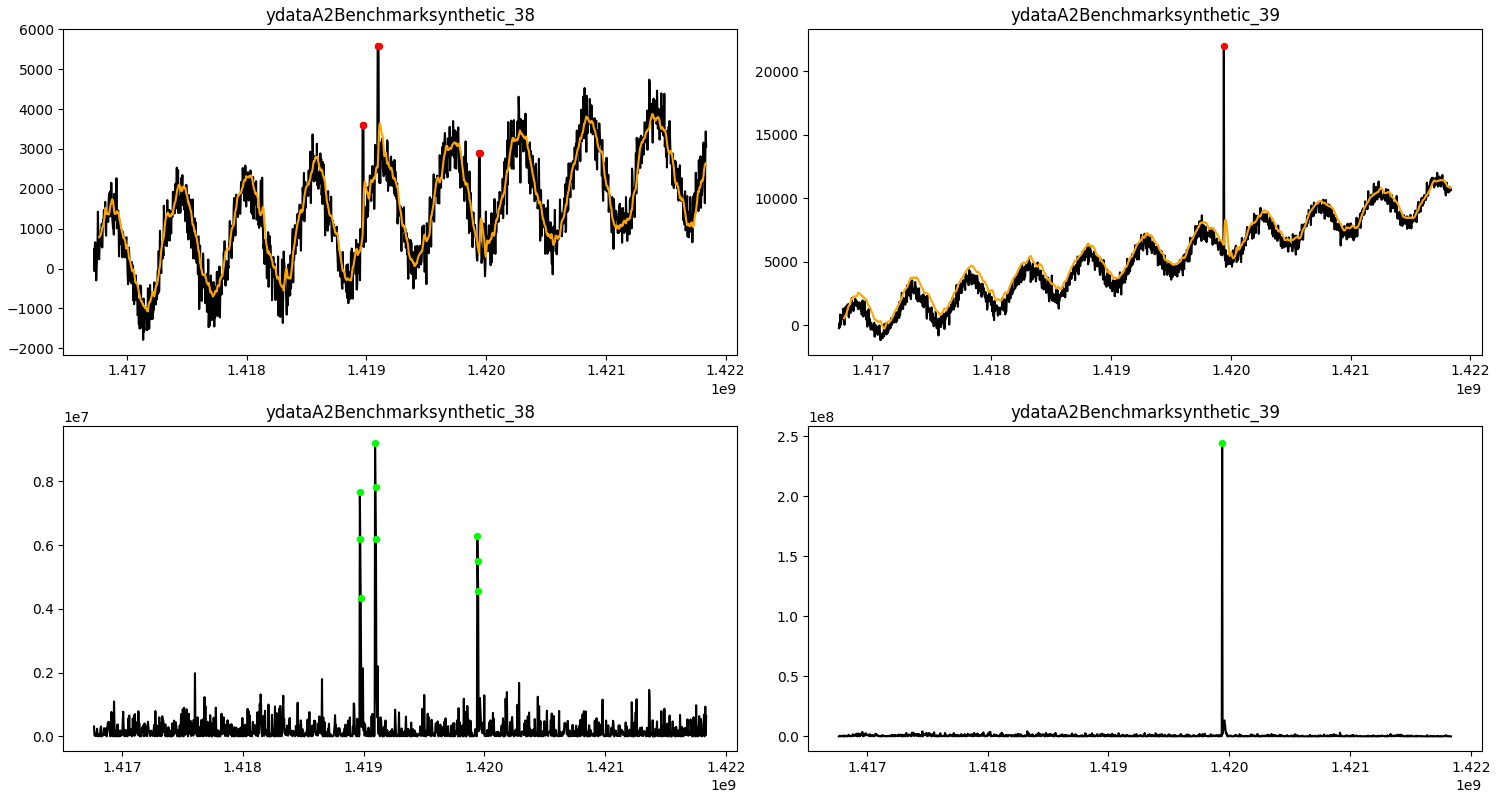 ydataA2Benchmarksynthetic_38
6000
5000
4000
3000
2000
1000
0
−1000
−2000
1.417 1.418 1.419 1.420 1.421 1.422
1e9
ydataA2Benchmarksynthetic_39
20000
15000
10000
5000
0
1.417 1.418 1.419 1.420 1.421 1.422
1e9
ydataA2Benchmarksynthetic_38
1e7
0.8
0.6
0.4
0.2
0.0
1.417 1.418 1.419 1.420 1.421 1.422
1e9
ydataA2Benchmarksynthetic_39
1e8
2.5
2.0
1.5
1.0
0.5
0.0
1.417 1.418 1.419 1.420 1.421 1.422
1e9